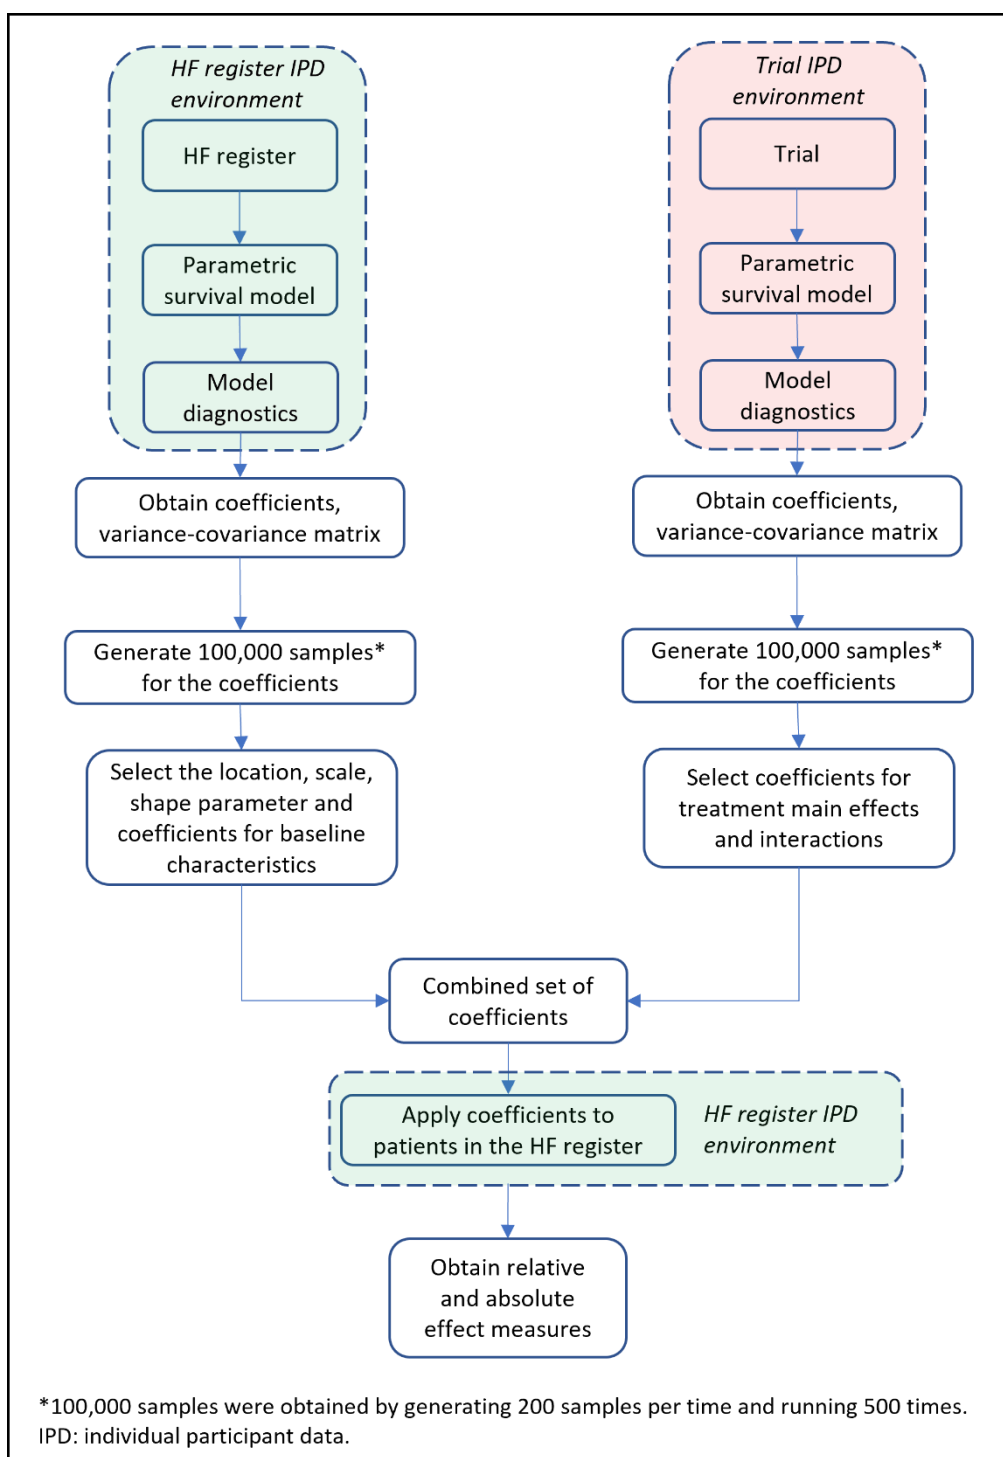 HF register IPD
environment
HF register
Parametric
survival model
Model
diagnostics
Obtain coefficients,
variance-covariance matrix
Generate 100,000 samples*
for the coefficients
Select the location, scale,
shape parameter and
coefficients for baseline
characteristics
Trial IPD
environment
Trial
Parametric
survival model
Model
diagnostics
Obtain coefficients,
variance-covariance matrix
Generate 100,000 samples*
for the coefficients
Select coefficients for
treatment main effects
and interactions
Combined set of
coefficients
Apply coefficients to
patients in the HF register
HF register IPD
environment
Obtain relative
and absolute
effect measures
*100,000 samples were obtained by generating 200 samples per time and running 500 times.
IPD: individual participant data.